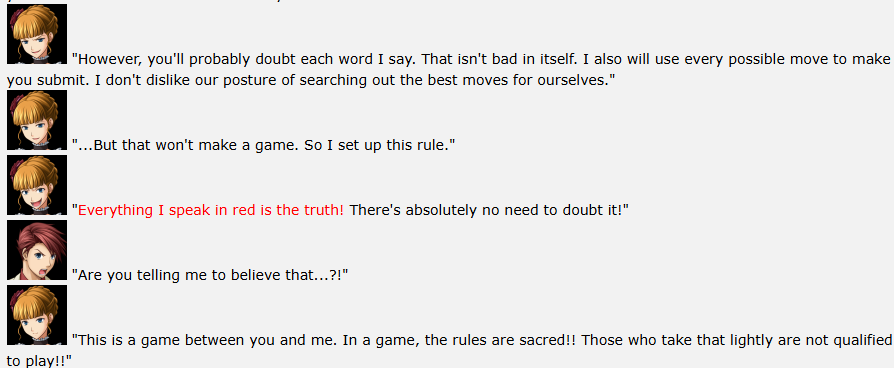 "However, you'll probably doubt each word I say. That isn't bad in itself. I also will use every possible move to make
you submit. I don't dislike our posture of searching out the best moves for ourselves."
"...But that won't make a game. So I set up this rule."
"Everything I speak in red is the truth! There's absolutely no need to doubt it!"
"Are you telling me to believe that...?!"
"This is a game between you and me. In a game, the rules are sacred!! Those who take that lightly are not qualified
to play!!"